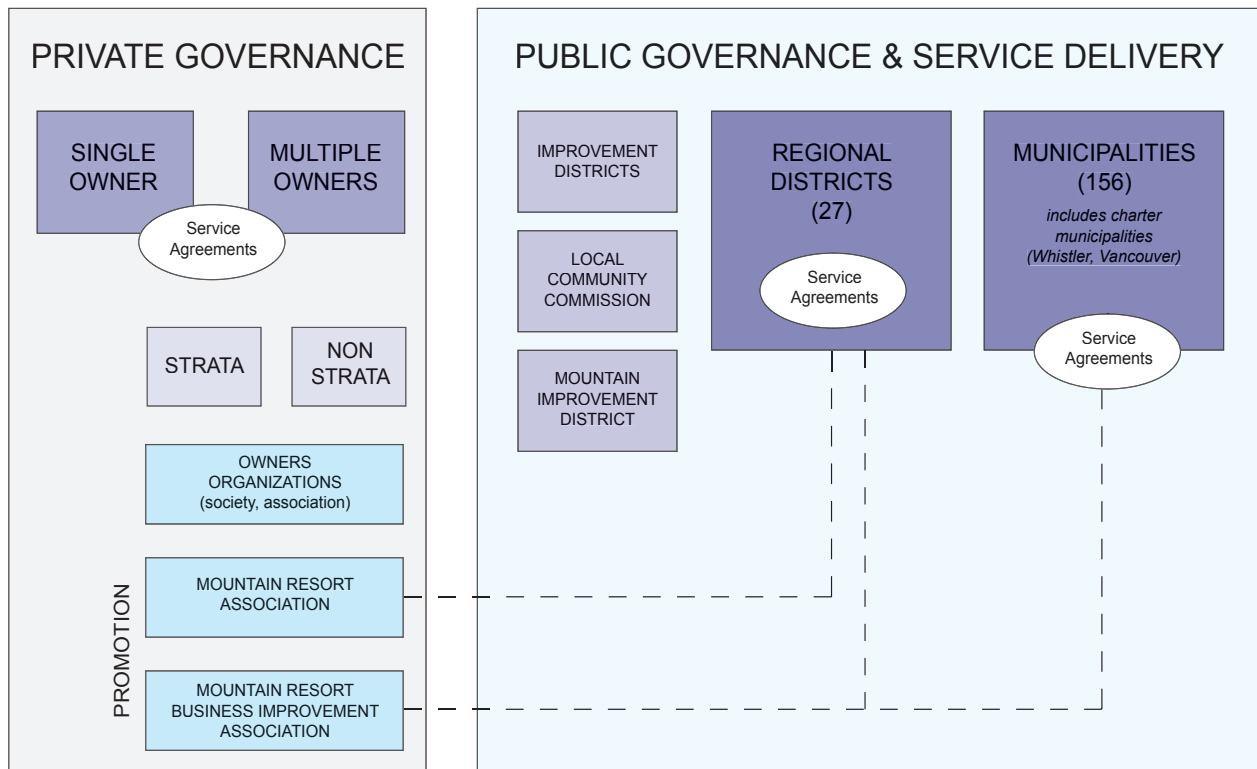 PRIVATE GOVERNANCE
SINGLE
OWNER
MULTIPLE
OWNERS
Service
Agreements
STRATA
NON
STRATA
OWNERS
ORGANIZATIONS
(society, association)
PROMOTION
MOUNTAIN RESORT
ASSOCIATION
MOUNTAIN RESORT
BUSINESS IMPROVEMENT
ASSOCIATION
PUBLIC GOVERNANCE & SERVICE DELIVERY
IMPROVEMENT
DISTRICTS
LOCAL
COMMUNITY
COMMISSION
MOUNTAIN
IMPROVEMENT
DISTRICT
REGIONAL
DISTRICTS
(27)
Service
Agreements
MUNICIPALITIES
(156)
includes charter
municipalities
(Whistler, Vancouver)
Service
Agreements